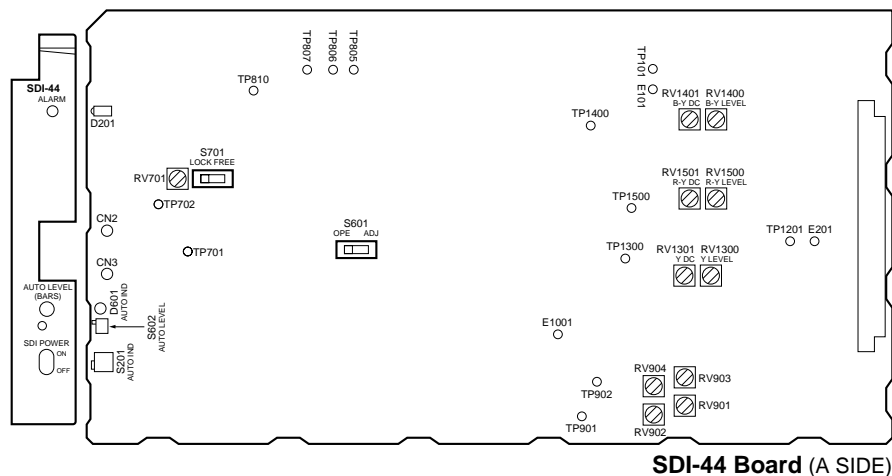 SDI-44
ALARM
AUTO LEVEL
(BARS)
SDI POWER
ON
OFF
D201
CN2
CN3
D601
AUTO IND
S602
AUTO LEVEL
S201
AUTO IND
TP810
TP807
TP806
TP805
S701
LOCK FREE
RV701
TP702
TP701
S601
OPE ADJ
TP101
E101
TP1400
RV1401 RV1400
B-Y DC B-Y LEVEL
RV1501 RV1500
R-Y DC R-Y LEVEL
TP1500
TP1300
RV1301 RV1300
Y DC Y LEVEL
TP1201 E201
E1001
TP902
TP901
RV904
RV903
RV902
RV901
SDI-44 Board (A SIDE)